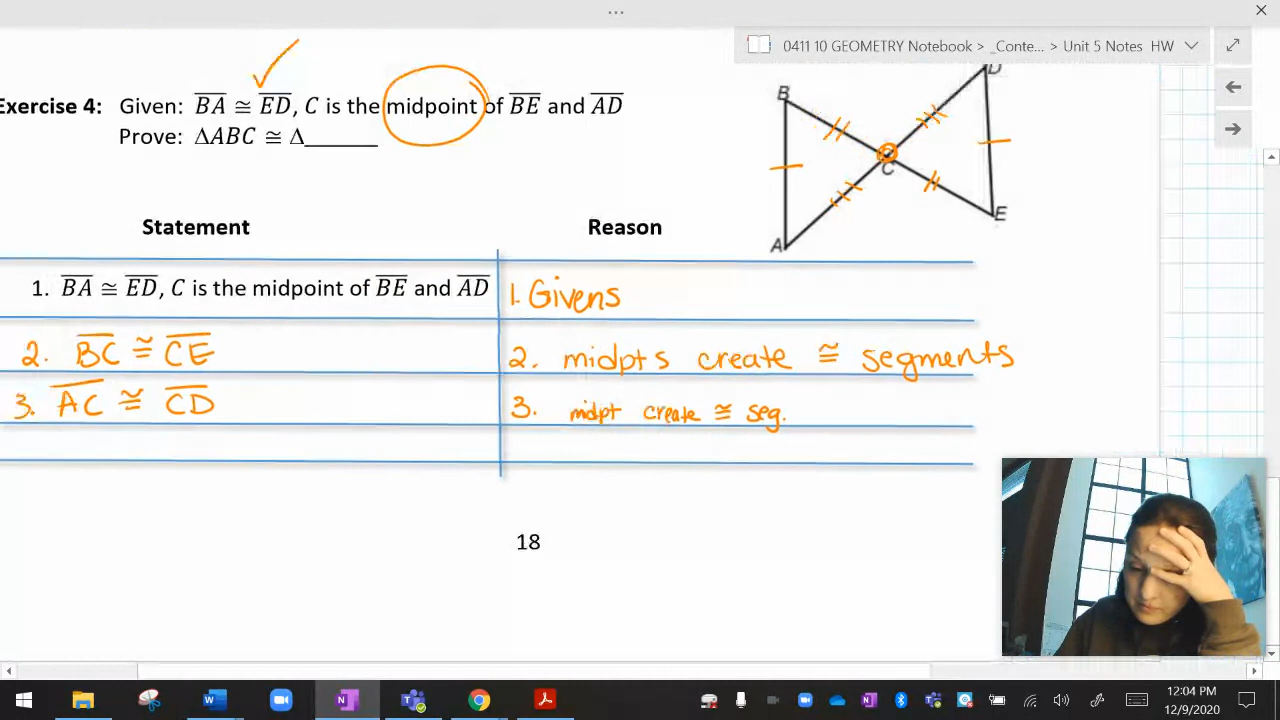 0411 10 GEOMETRY Notebook > _Conte... > Unit 5 Notes HW
Exercise 4: Given: BA ≅ ED, C is the midpoint of BE and AD
Prove: ΔABC ≅ Δ______
B
D
C
E
A
Statement Reason
1. BA ≅ ED, C is the midpoint of BE and AD 1. Givens
2. BC ≅ CE 2. midpts create ≅ segments
3. AC ≅ CD 3. midpt create ≅ seg.
18
12:04 PM
12/9/2020